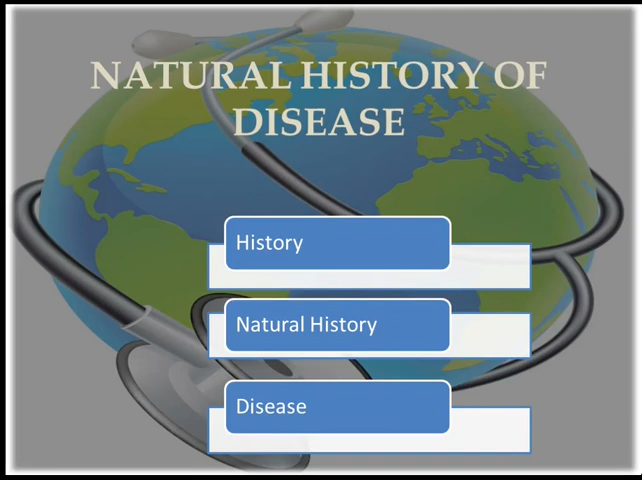 NATURAL HISTORY OF
DISEASE
History
Natural History
Disease